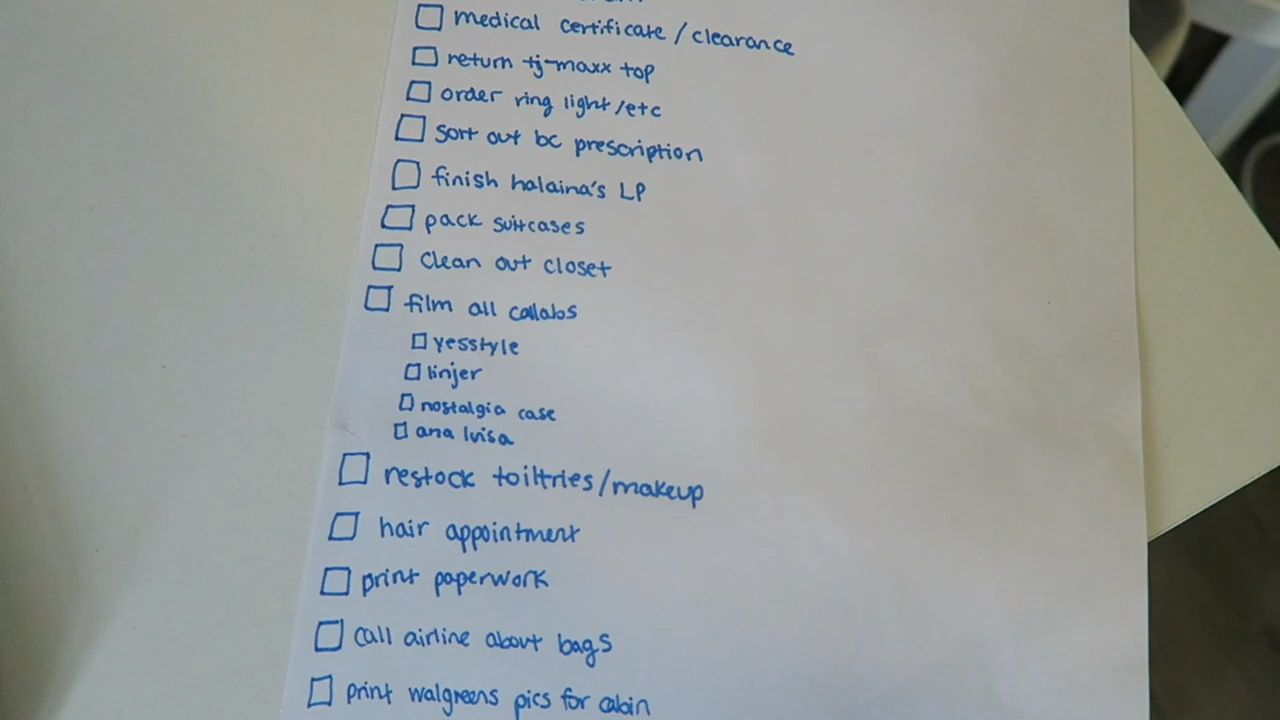 medical certificate / clearance
return tj-maxx top
order ring light /etc
sort out bc prescription
finish halaina's LP
pack suitcases
clean out closet
film all collabs
yesstyle
linjer
nostalgia case
ana luisa
restock toiltries/makeup
hair appointment
print paperwork
call airline about bags
print walgreens pics for cabin